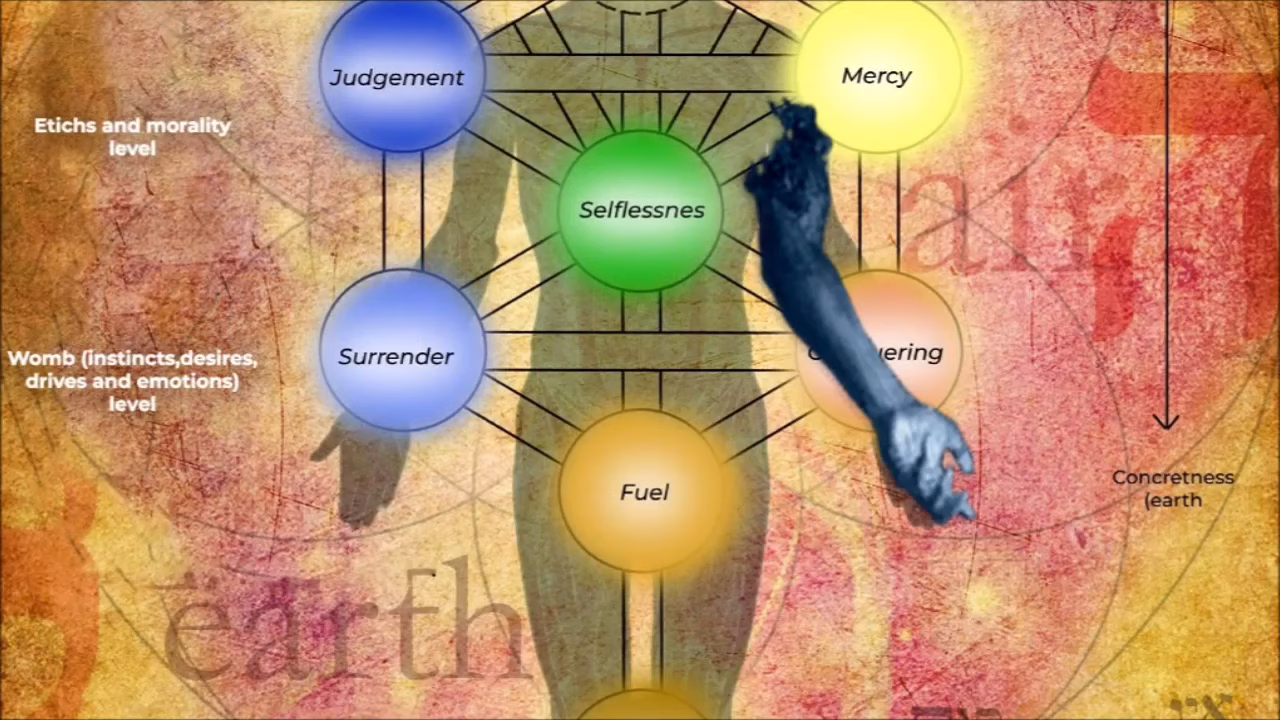 Judgement
Mercy
Etichs and morality
level
Selflessnes
air
Surrender
Womb (instincts,desires,
drives and emotions)
level
Concretness
(earth
Fuel
earth